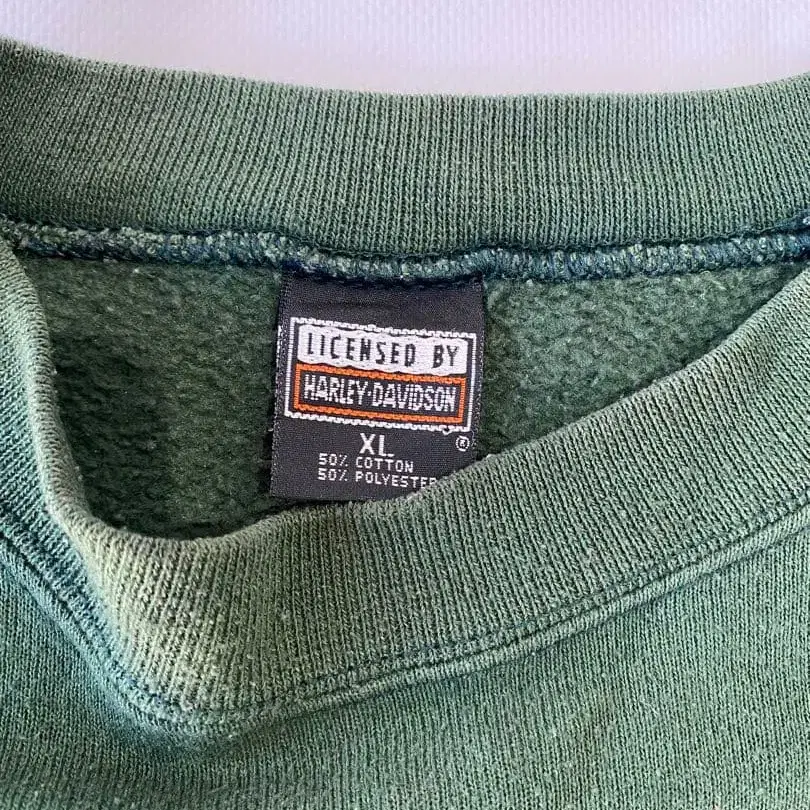 LICENSED BY
HARLEY-DAVIDSON
®
XL
50% COTTON
50% POLYESTER